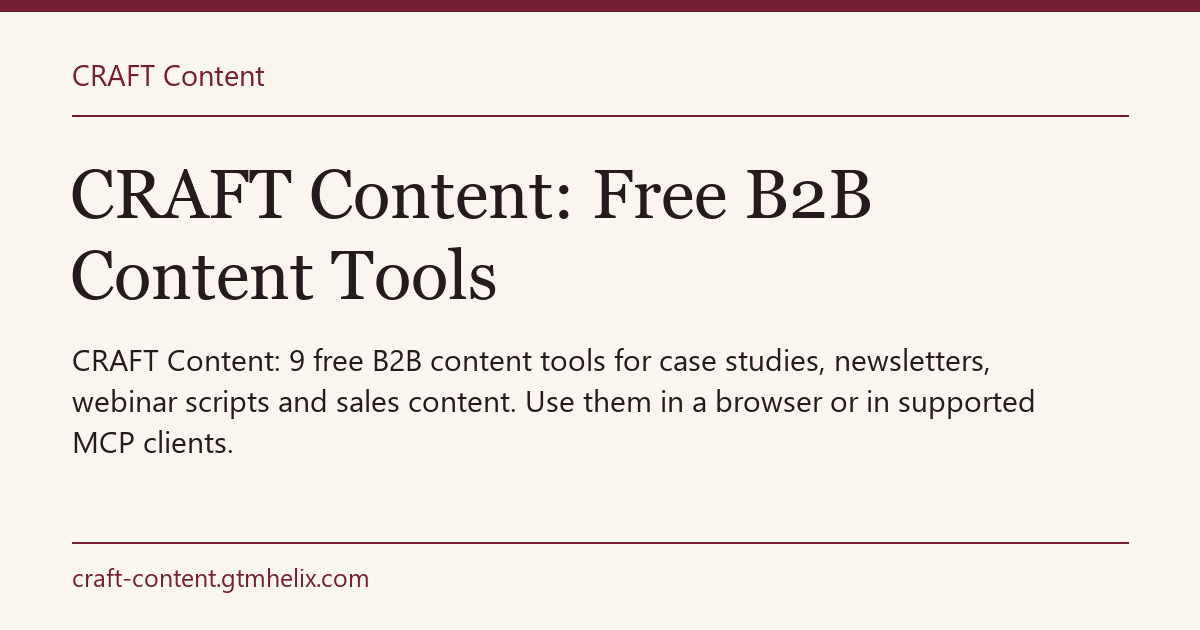 CRAFT Content
CRAFT Content: Free B2B
Content Tools
CRAFT Content: 9 free B2B content tools for case studies, newsletters,
webinar scripts and sales content. Use them in a browser or in supported
MCP clients.
craft-content.gtmhelix.com